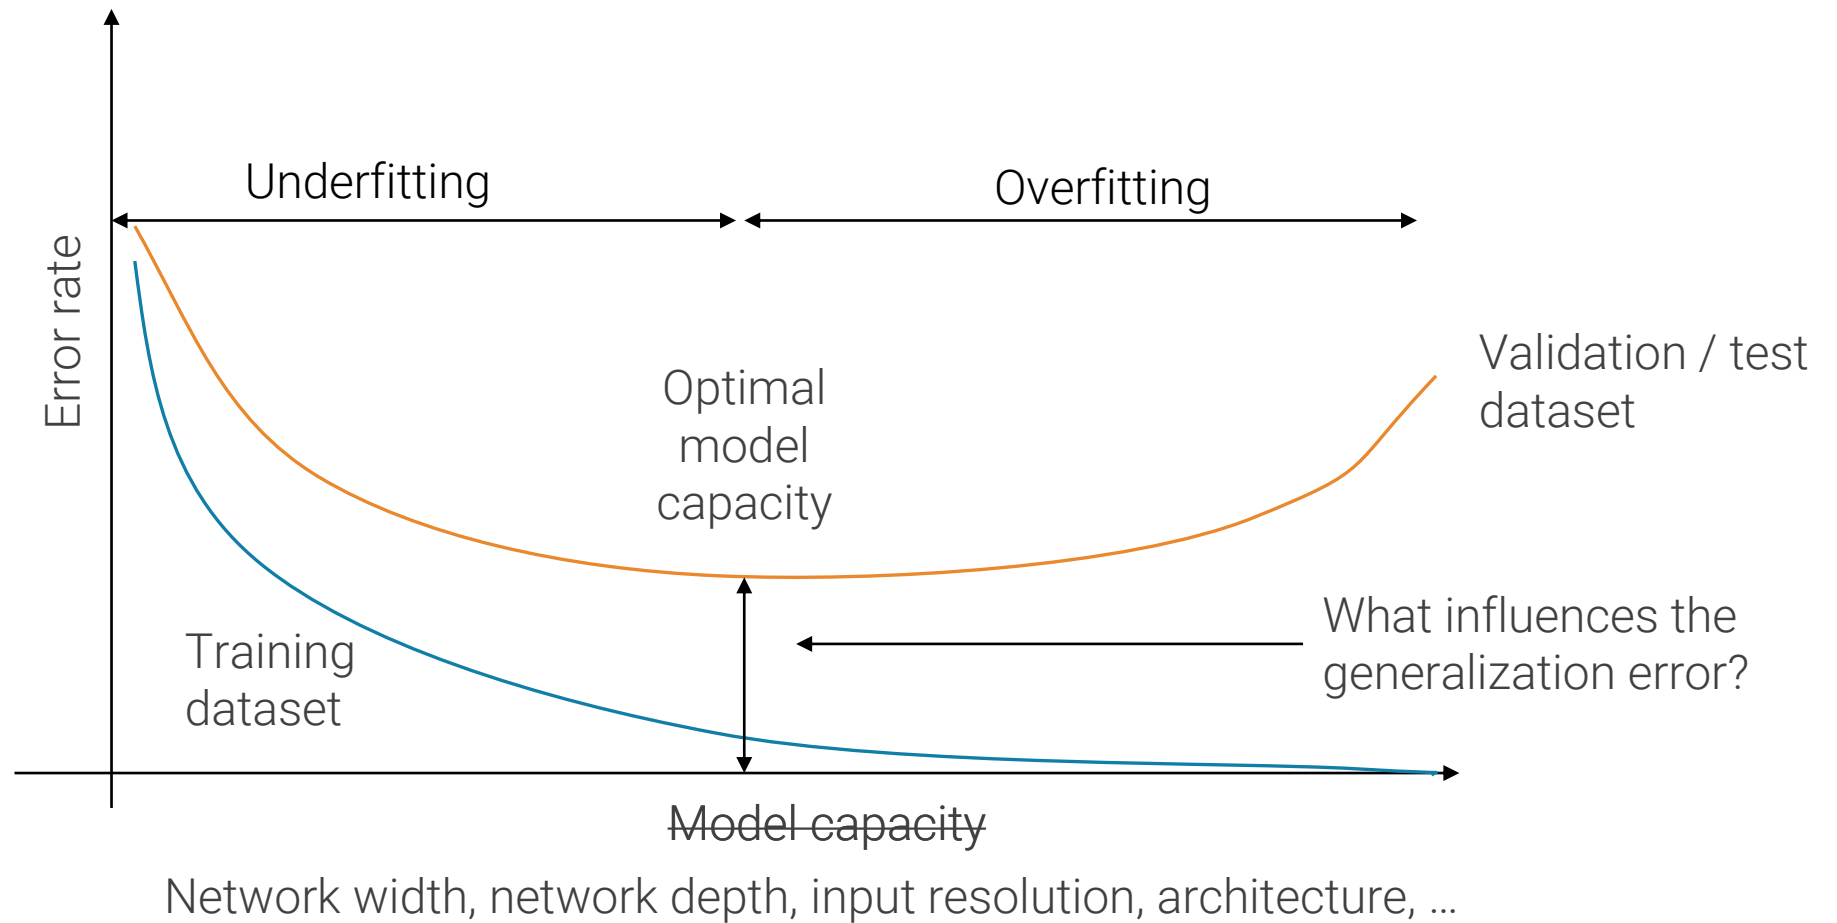 Underfitting
Overfitting
Error rate
Optimal
model
capacity
Validation / test
dataset
Training
dataset
What influences the
generalization error?
Model capacity
Network width, network depth, input resolution, architecture, ...